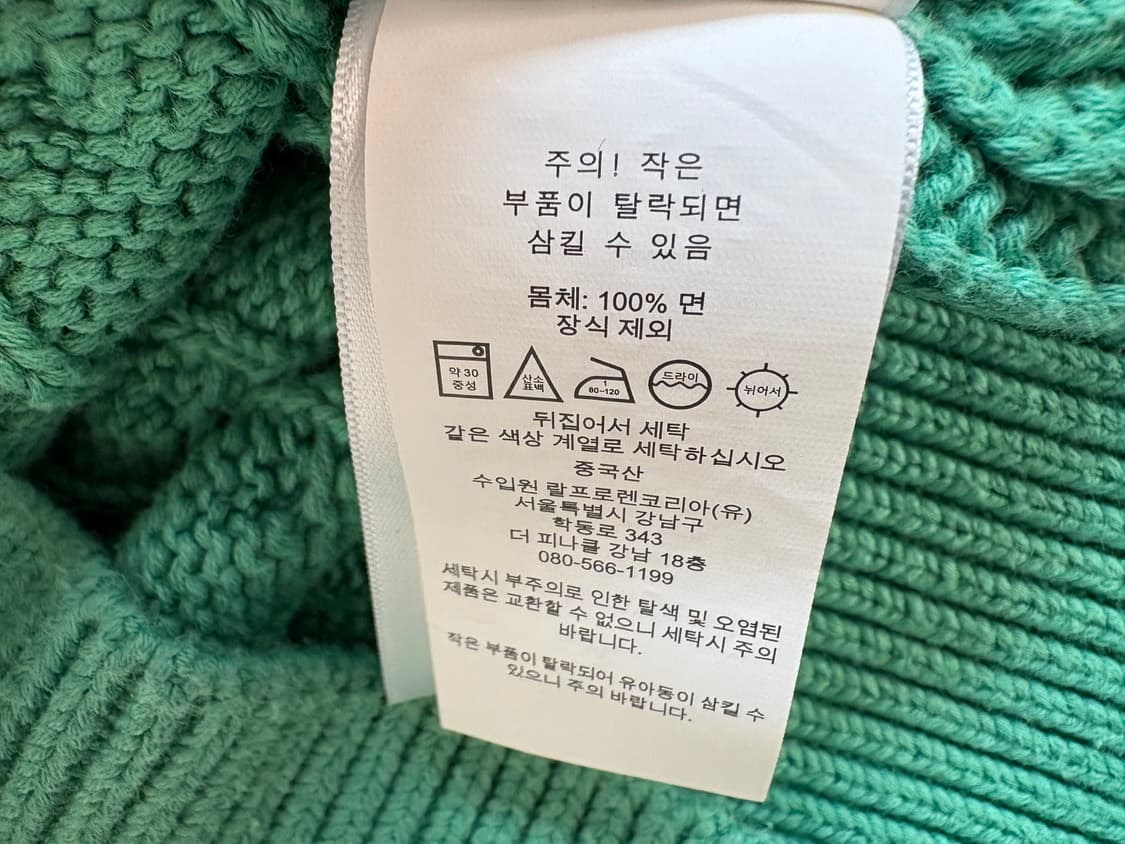 주의! 작은
부품이 탈락되면
삼킬 수 있음
몸체: 100% 면
장식 제외
약 30
중성
산소
표백
1
80~120
드라이
뉘어서
뒤집어서 세탁
같은 색상 계열로 세탁하십시오
중국산
수입원 랄프로렌코리아(유)
서울특별시 강남구
학동로 343
더 피나클 강남 18층
080-566-1199
세탁시 부주의로 인한 탈색 및 오염된
제품은 교환할 수 없으니 세탁시 주의
바랍니다.
작은 부품이 탈락되어 유아동이 삼킬 수
있으니 주의 바랍니다.